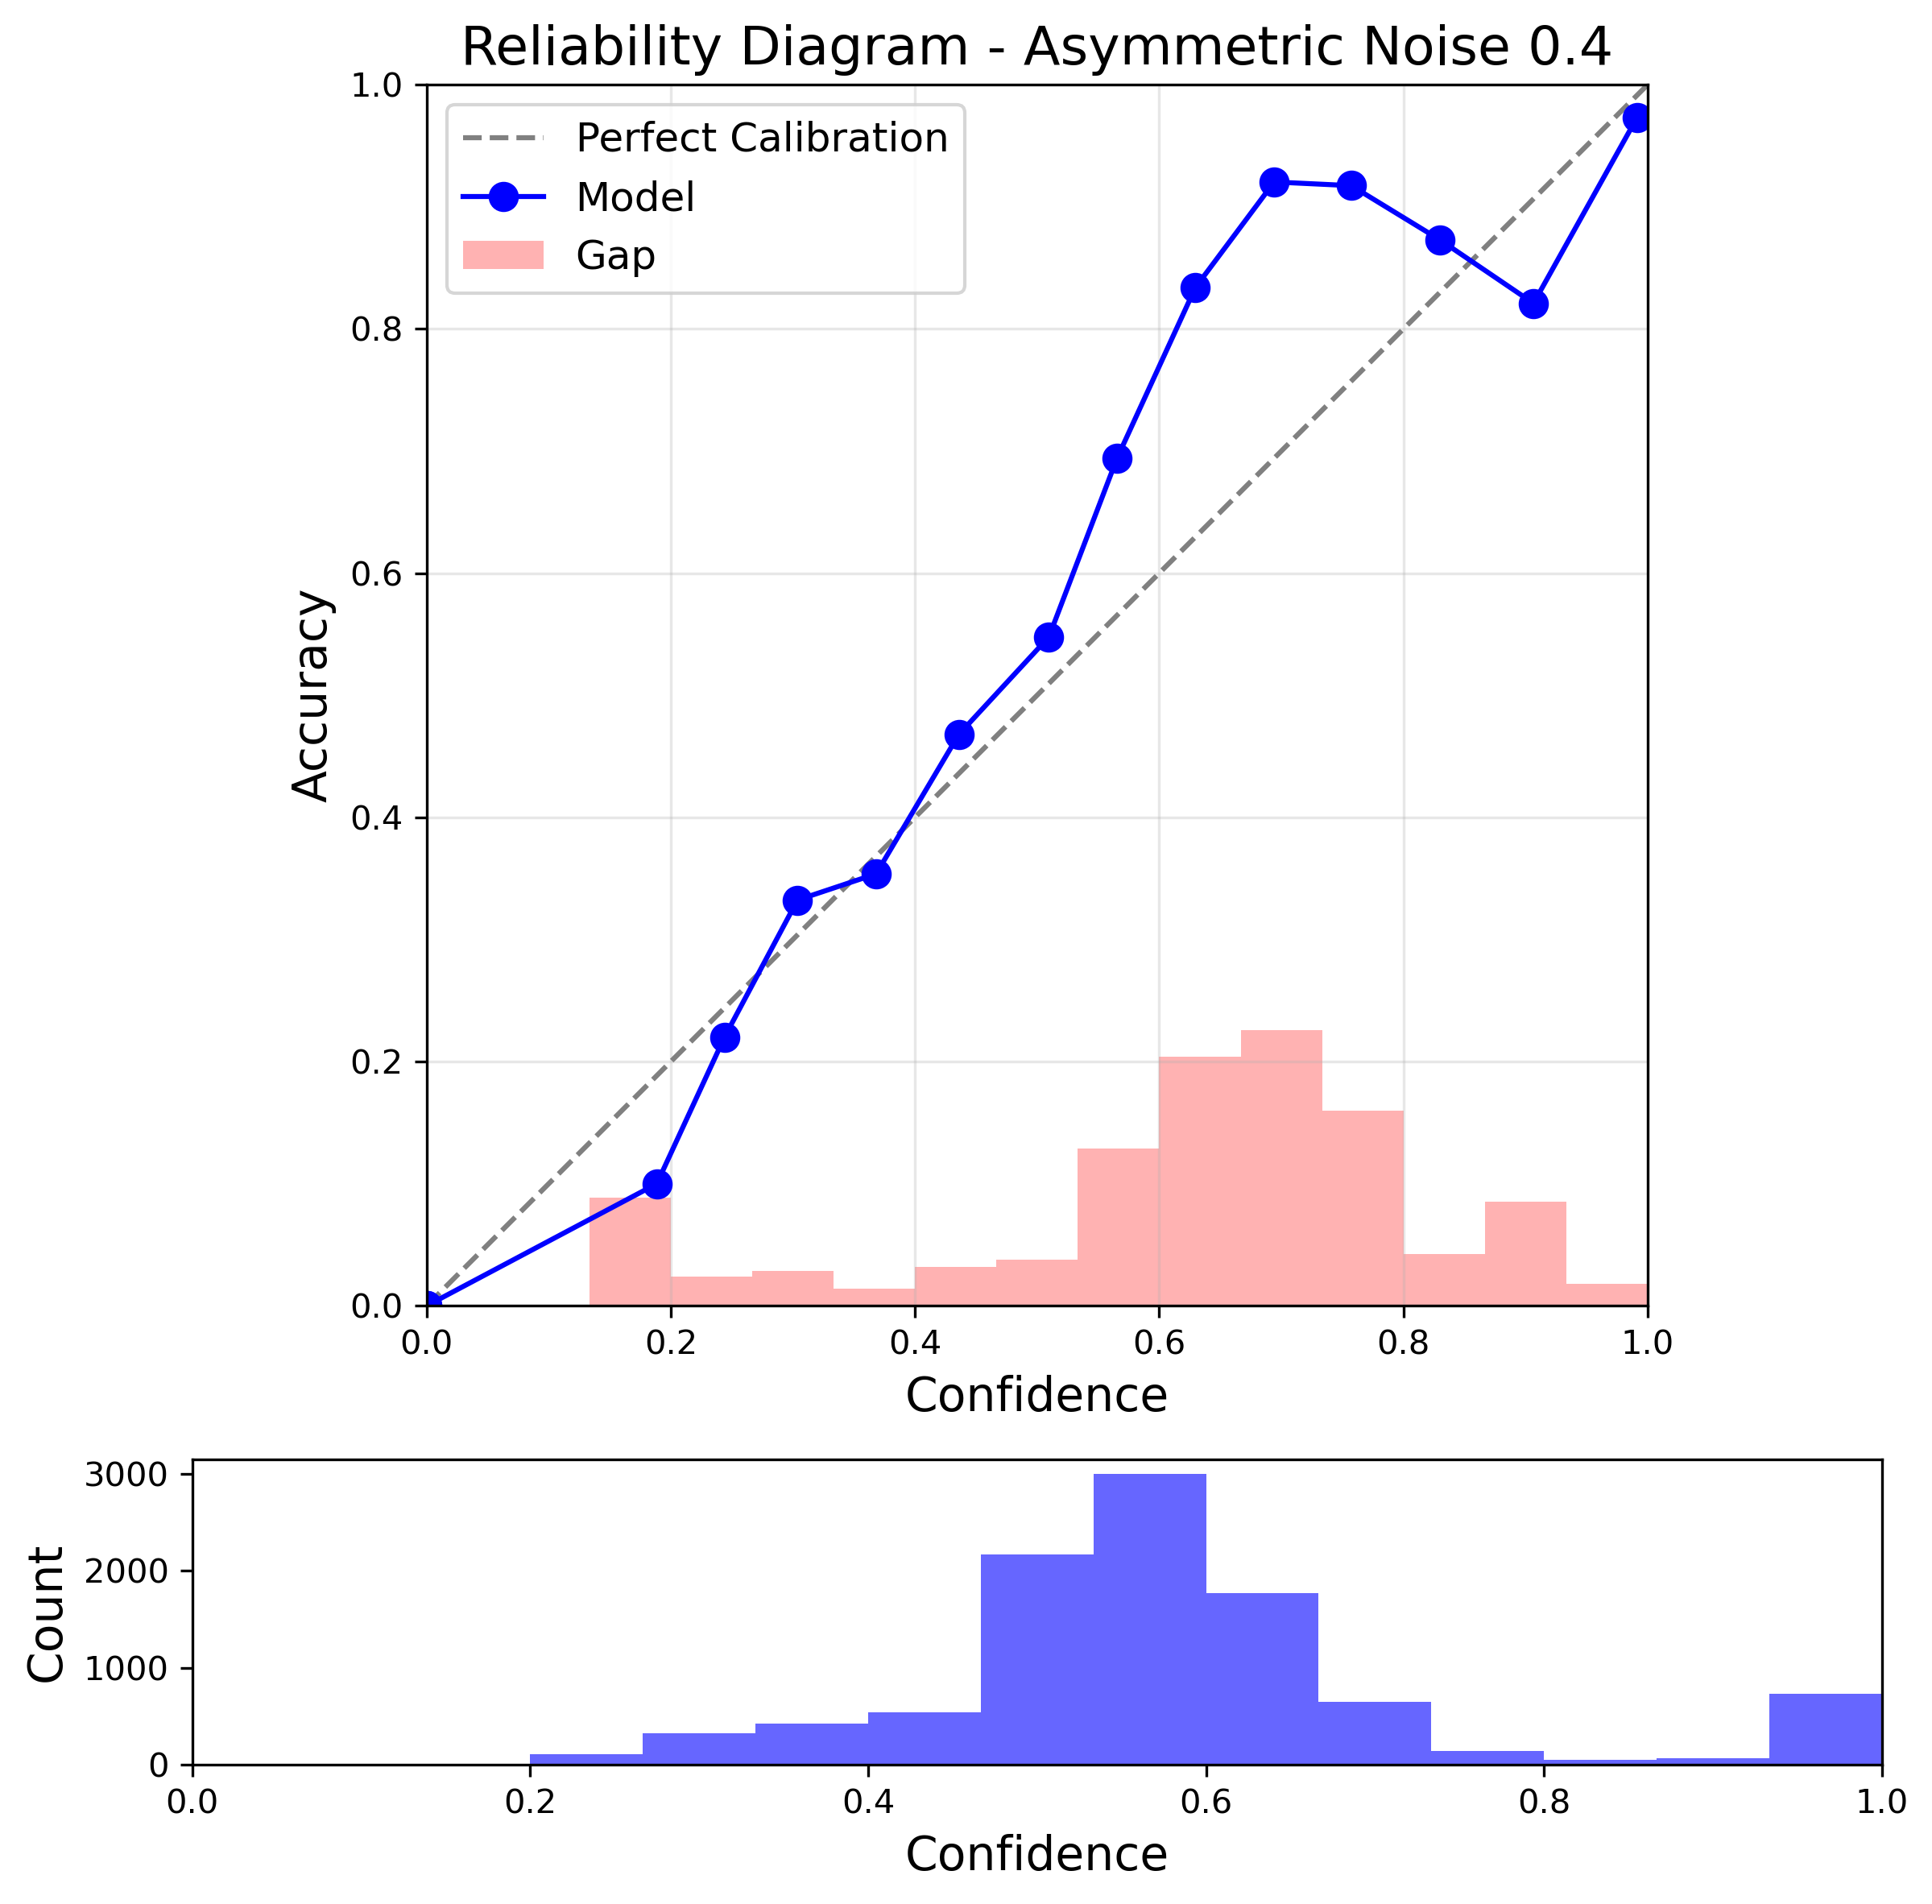 Reliability Diagram - Asymmetric Noise 0.4
1.0
0.8
0.6
0.4
0.2
0.0
Accuracy
Perfect Calibration
Model
Gap
0.0 0.2 0.4 0.6 0.8 1.0
Confidence
3000
2000
1000
0
Count
0.0 0.2 0.4 0.6 0.8 1.0
Confidence